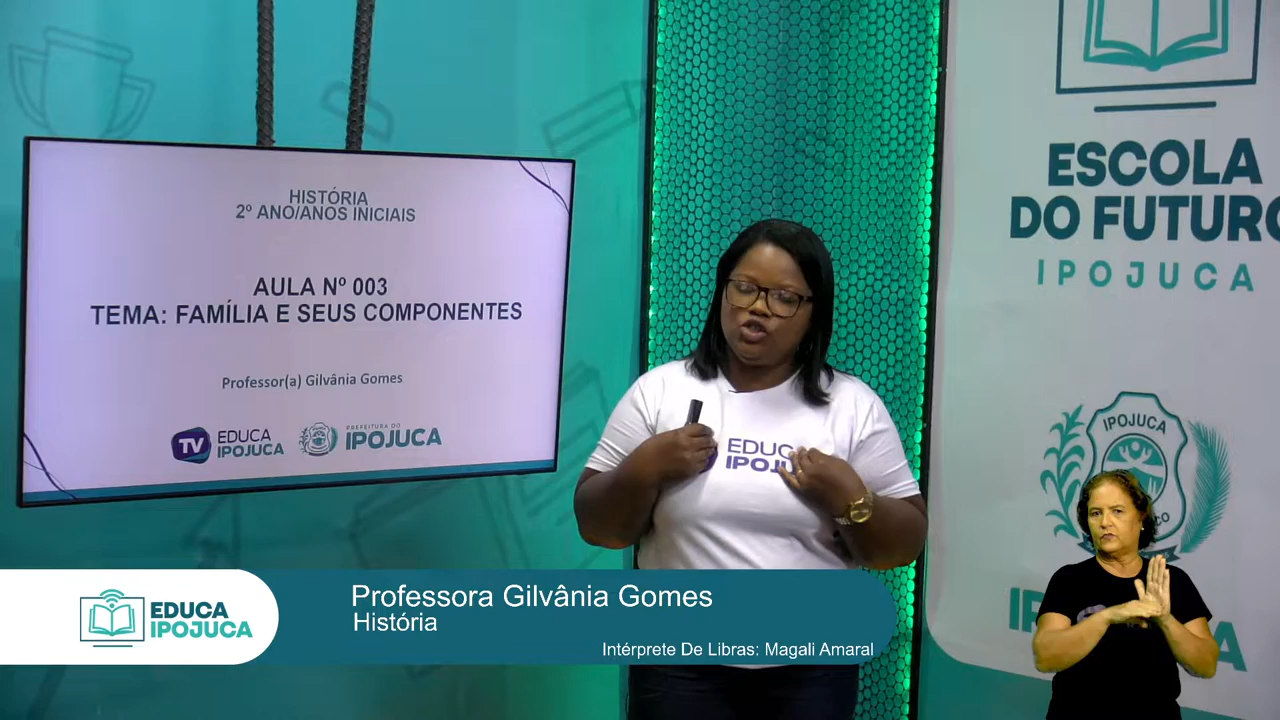 HISTÓRIA
2º ANO/ANOS INICIAIS
AULA Nº 003
TEMA: FAMÍLIA E SEUS COMPONENTES
Professor(a) Gilvânia Gomes
TV EDUCA IPOJUCA
PREFEITURA DO
IPOJUCA
EDUCA
IPOJU
ESCOLA
DO FUTURO
IPOJUCA
IPOJUCA
EDUCA
IPOJUCA
Professora Gilvânia Gomes
História
Intérprete De Libras: Magali Amaral